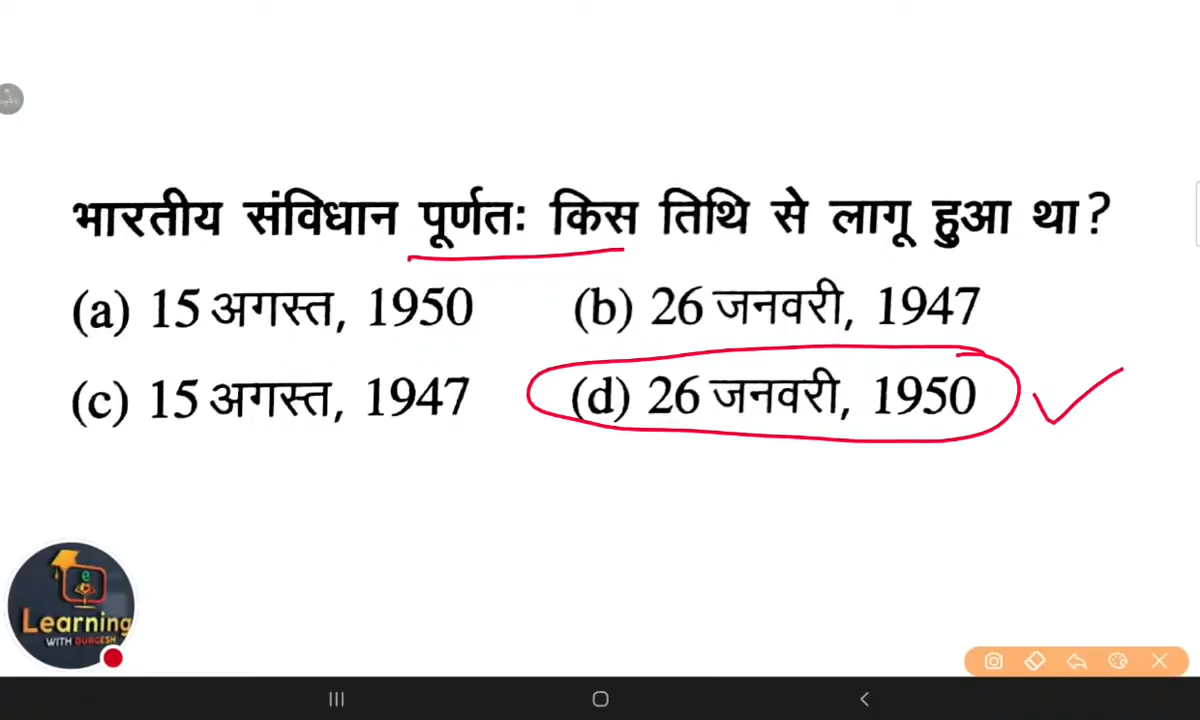 भारतीय संविधान पूर्णतः किस तिथि से लागू हुआ था?
(a) 15 अगस्त, 1950 (b) 26 जनवरी, 1947
(c) 15 अगस्त, 1947 (d) 26 जनवरी, 1950
e
Learning
WITH DURGESH